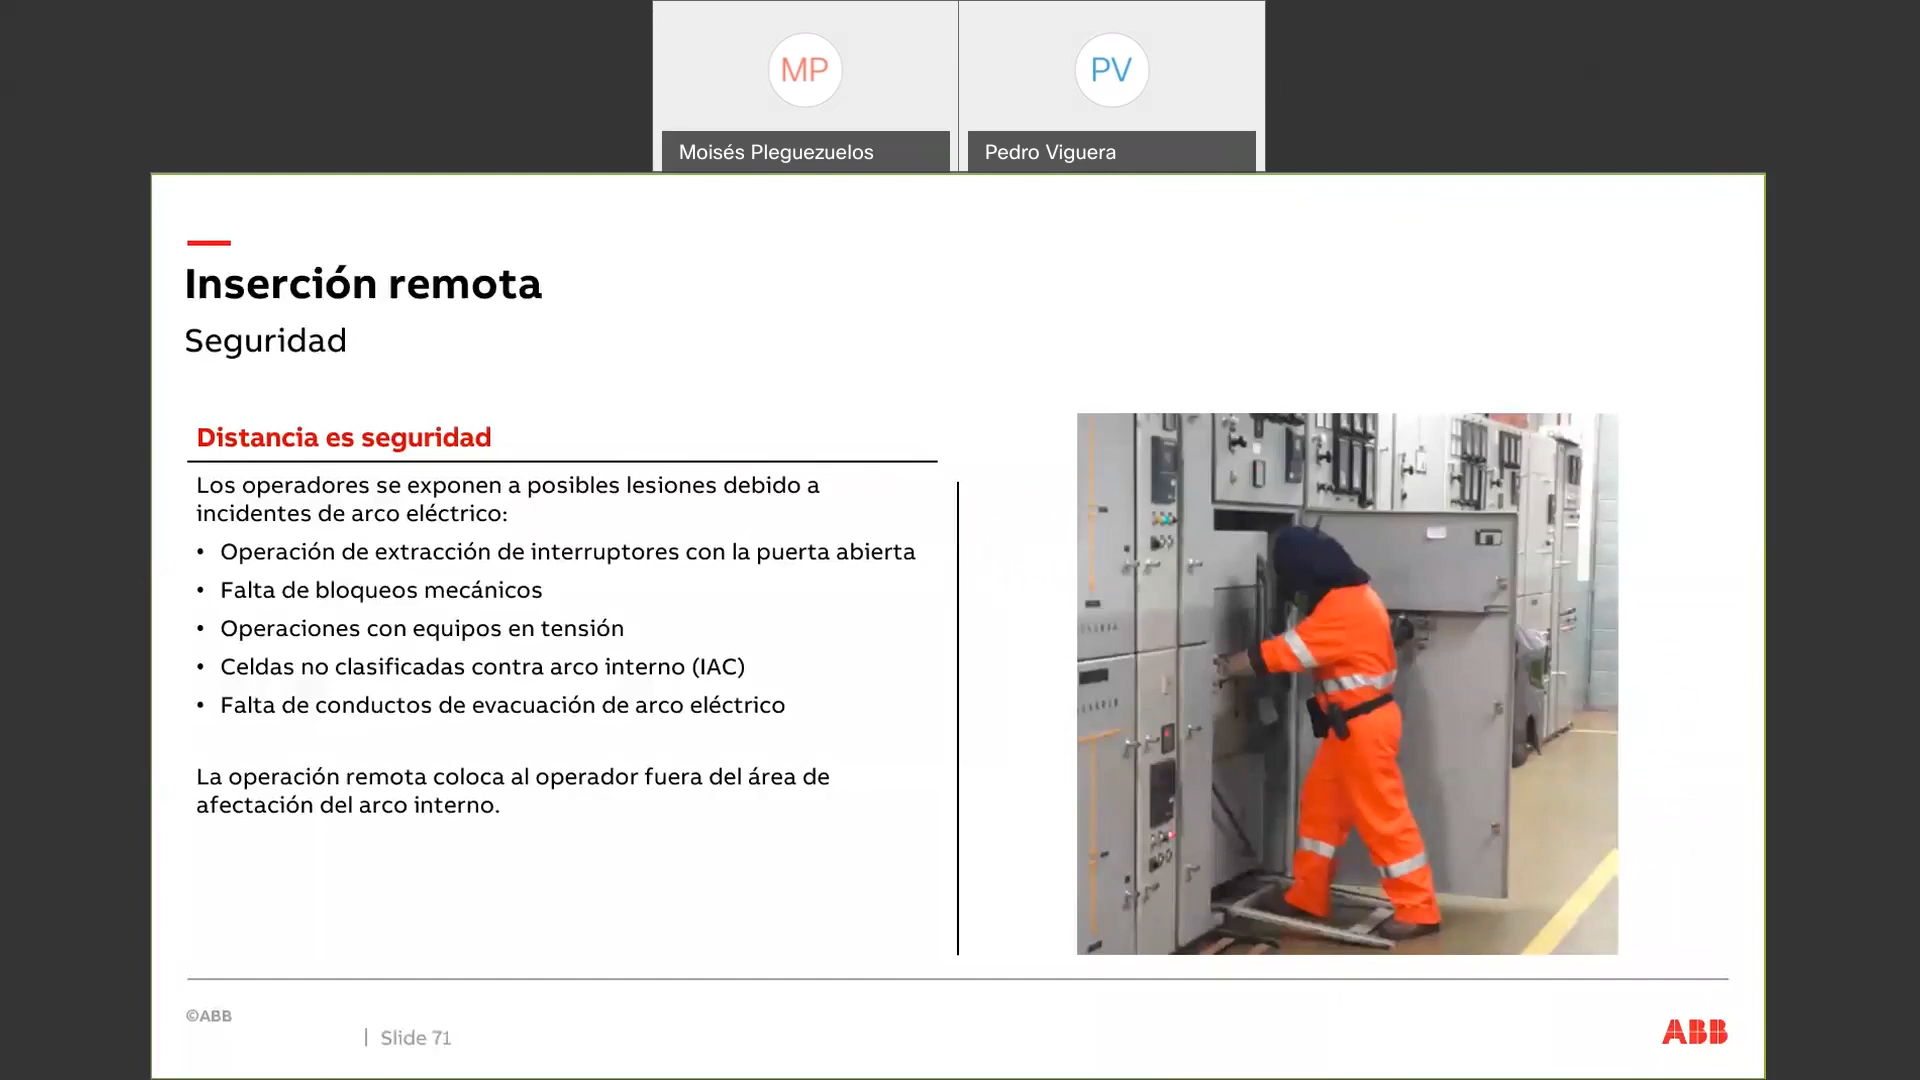 MP
PV
Moisés Pleguezuelos
Pedro Viguera
Inserción remota
Seguridad
Distancia es seguridad
Los operadores se exponen a posibles lesiones debido a
incidentes de arco eléctrico:
• Operación de extracción de interruptores con la puerta abierta
• Falta de bloqueos mecánicos
• Operaciones con equipos en tensión
• Celdas no clasificadas contra arco interno (IAC)
• Falta de conductos de evacuación de arco eléctrico
La operación remota coloca al operador fuera del área de
afectación del arco interno.
©ABB
| Slide 71
ABB